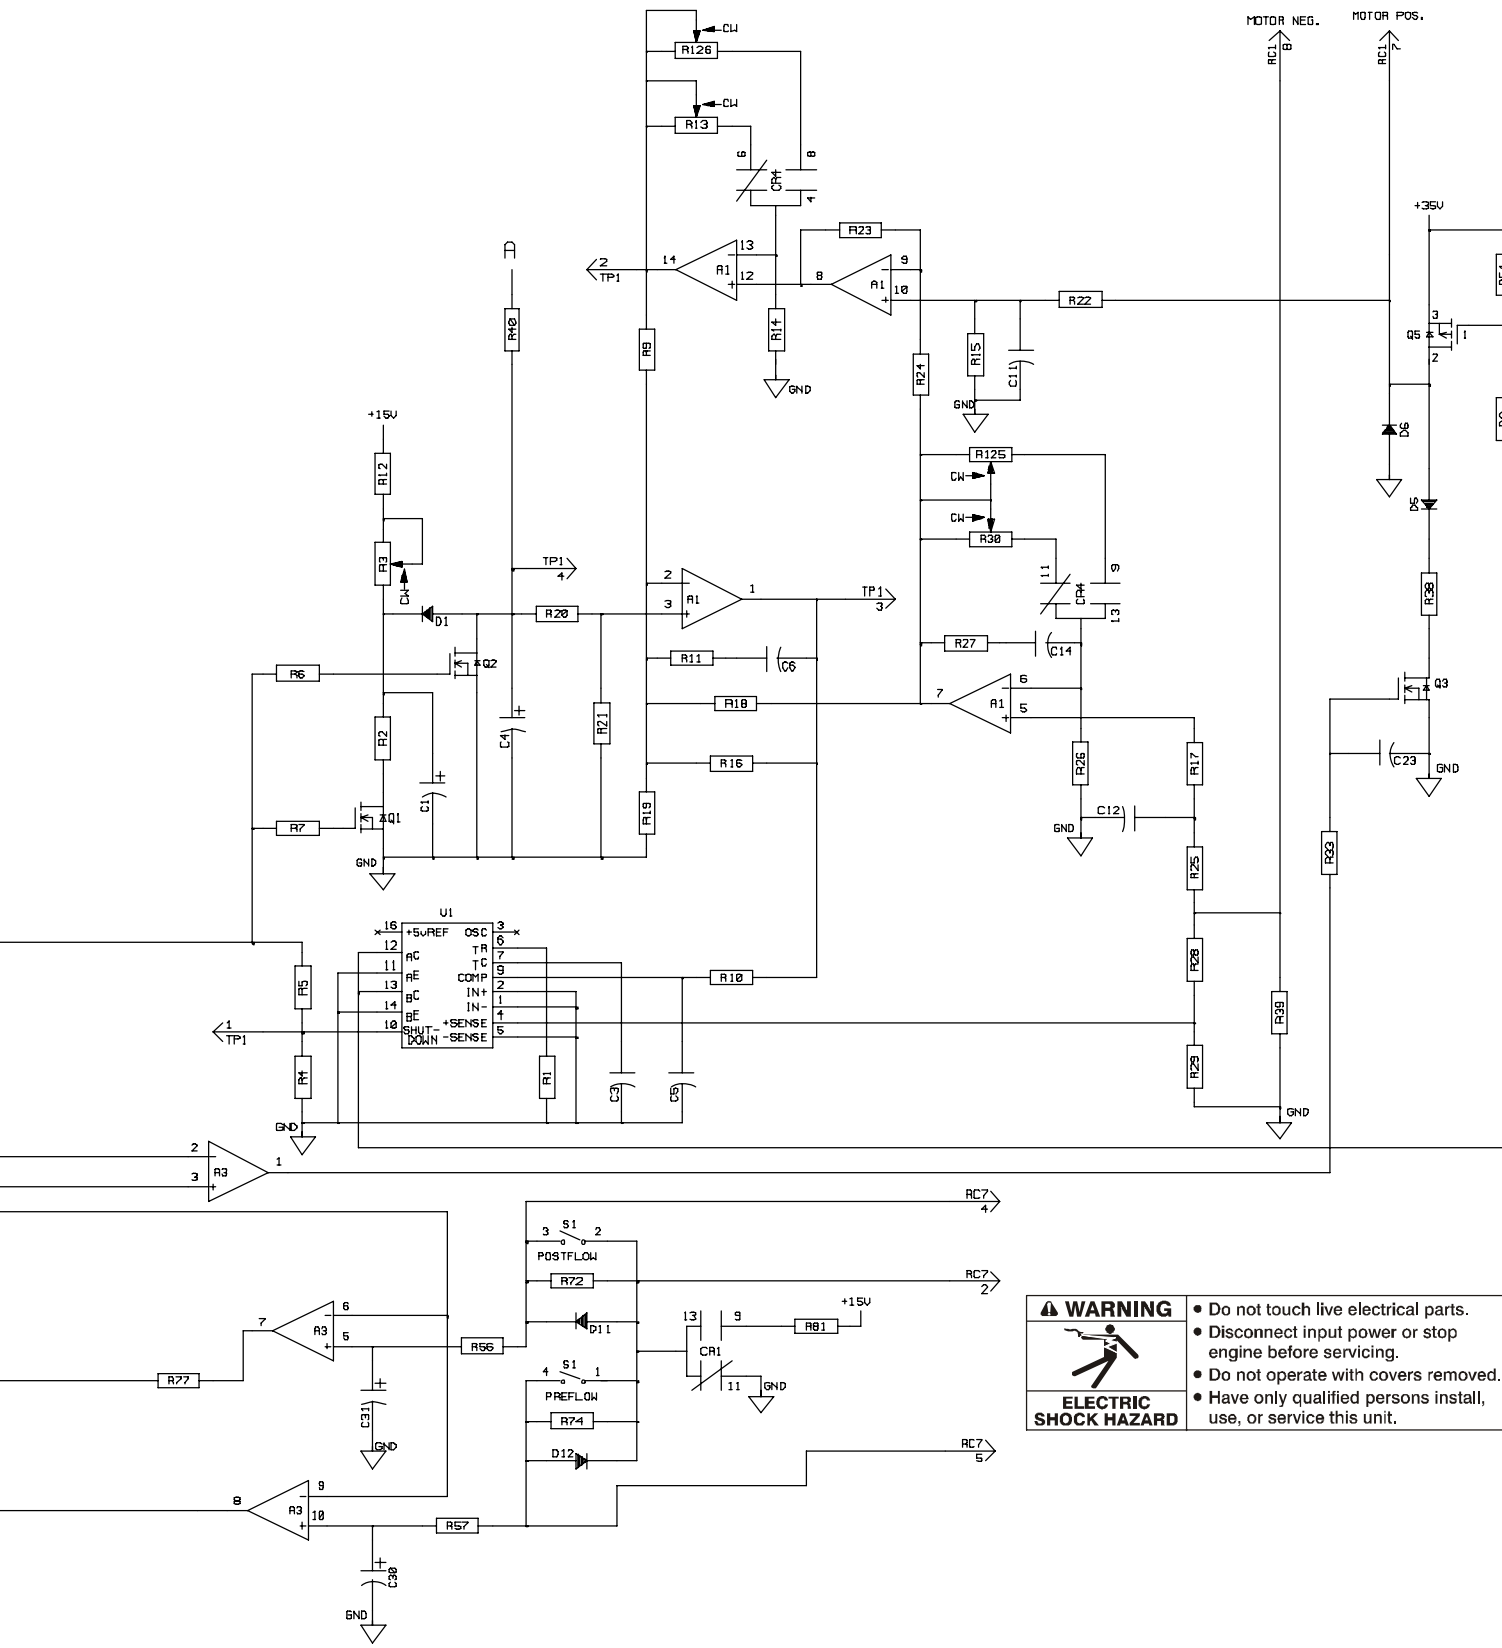 MOTOR NEG.
MOTOR POS.
RC1
8
RC1
7
CW
R126
CW
R13
6
8
CR4
4
+35V
R23
A
2
TP1
14
13
A1
12
8
9
A1
10
R22
3
Q5
1
2
R40
R9
R14
GND
R15
C11
R24
GND
+15V
D6
R12
R125
CW
CW
R30
D5
R3
CW
TP1
4
2
A1
3
1
TP1
3
11
9
CR4
13
R38
D1
R20
R27
C14
R6
Q2
R11
C6
6
7
A1
5
Q3
R18
R2
C4
R21
R16
R26
R17
C23
GND
C1
R19
C12
R7
Q1
GND
GND
R33
R25
U1
16
+5vREF
OSC
3
12
AC
TR
6
11
AE
TC
7
13
BC
COMP
9
14
BE
IN+
2
IN-
1
10
SHUT-
DOWN
+SENSE
4
-SENSE
5
R5
R10
R28
1
TP1
R39
R4
R1
C3
C5
R29
GND
GND
2
A3
3
1
RC7
4
3
S1
2
POSTFLOW
R72
RC7
2
D11
6
7
A3
5
R56
13
9
R81
+15V
CR1
11
GND
4
S1
1
PREFLOW
R74
R77
C31
GND
D12
RC7
5
9
8
A3
10
R57
C30
GND
WARNING
ELECTRIC
SHOCK HAZARD
• Do not touch live electrical parts.
• Disconnect input power or stop
engine before servicing.
• Do not operate with covers removed.
• Have only qualified persons install,
use, or service this unit.